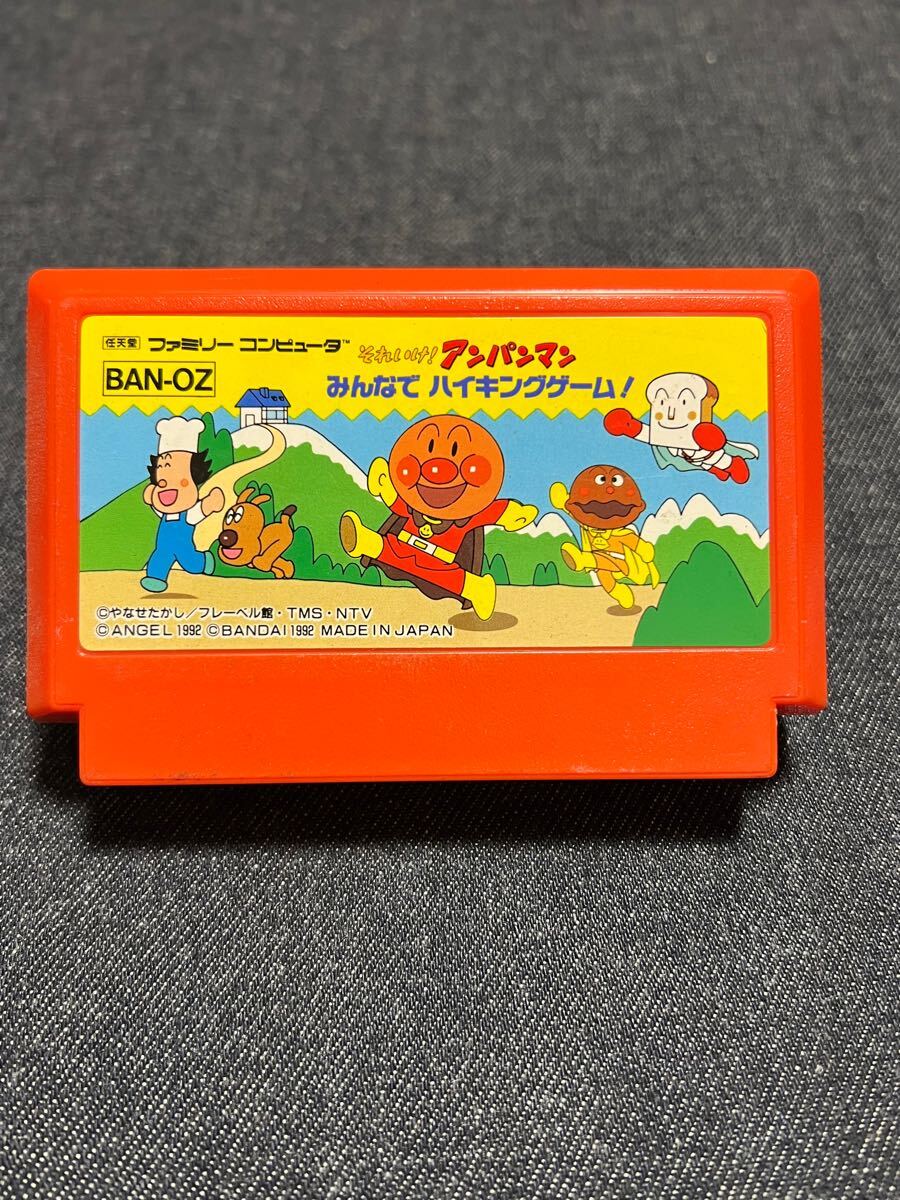 任天堂 ファミリー コンピュータ™
BAN-OZ
それいけ! アンパンマン
みんなで ハイキングゲーム!
©やなせたかし/フレーベル館・TMS・NTV
©ANGEL 1992 ©BANDAI 1992 MADE IN JAPAN